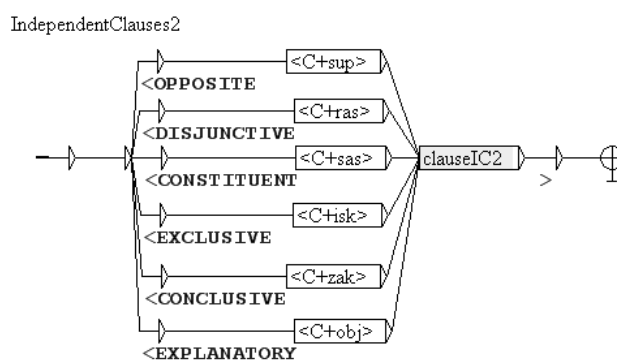 IndependentClauses2
<C+sup>
<OPPOSITE
<C+ras>
<DISJUNCTIVE
<C+sas>
clauseIC2
<CONSTITUENT
>
<C+isk>
<EXCLUSIVE
<C+zak>
<CONCLUSIVE
<C+obj>
<EXPLANATORY